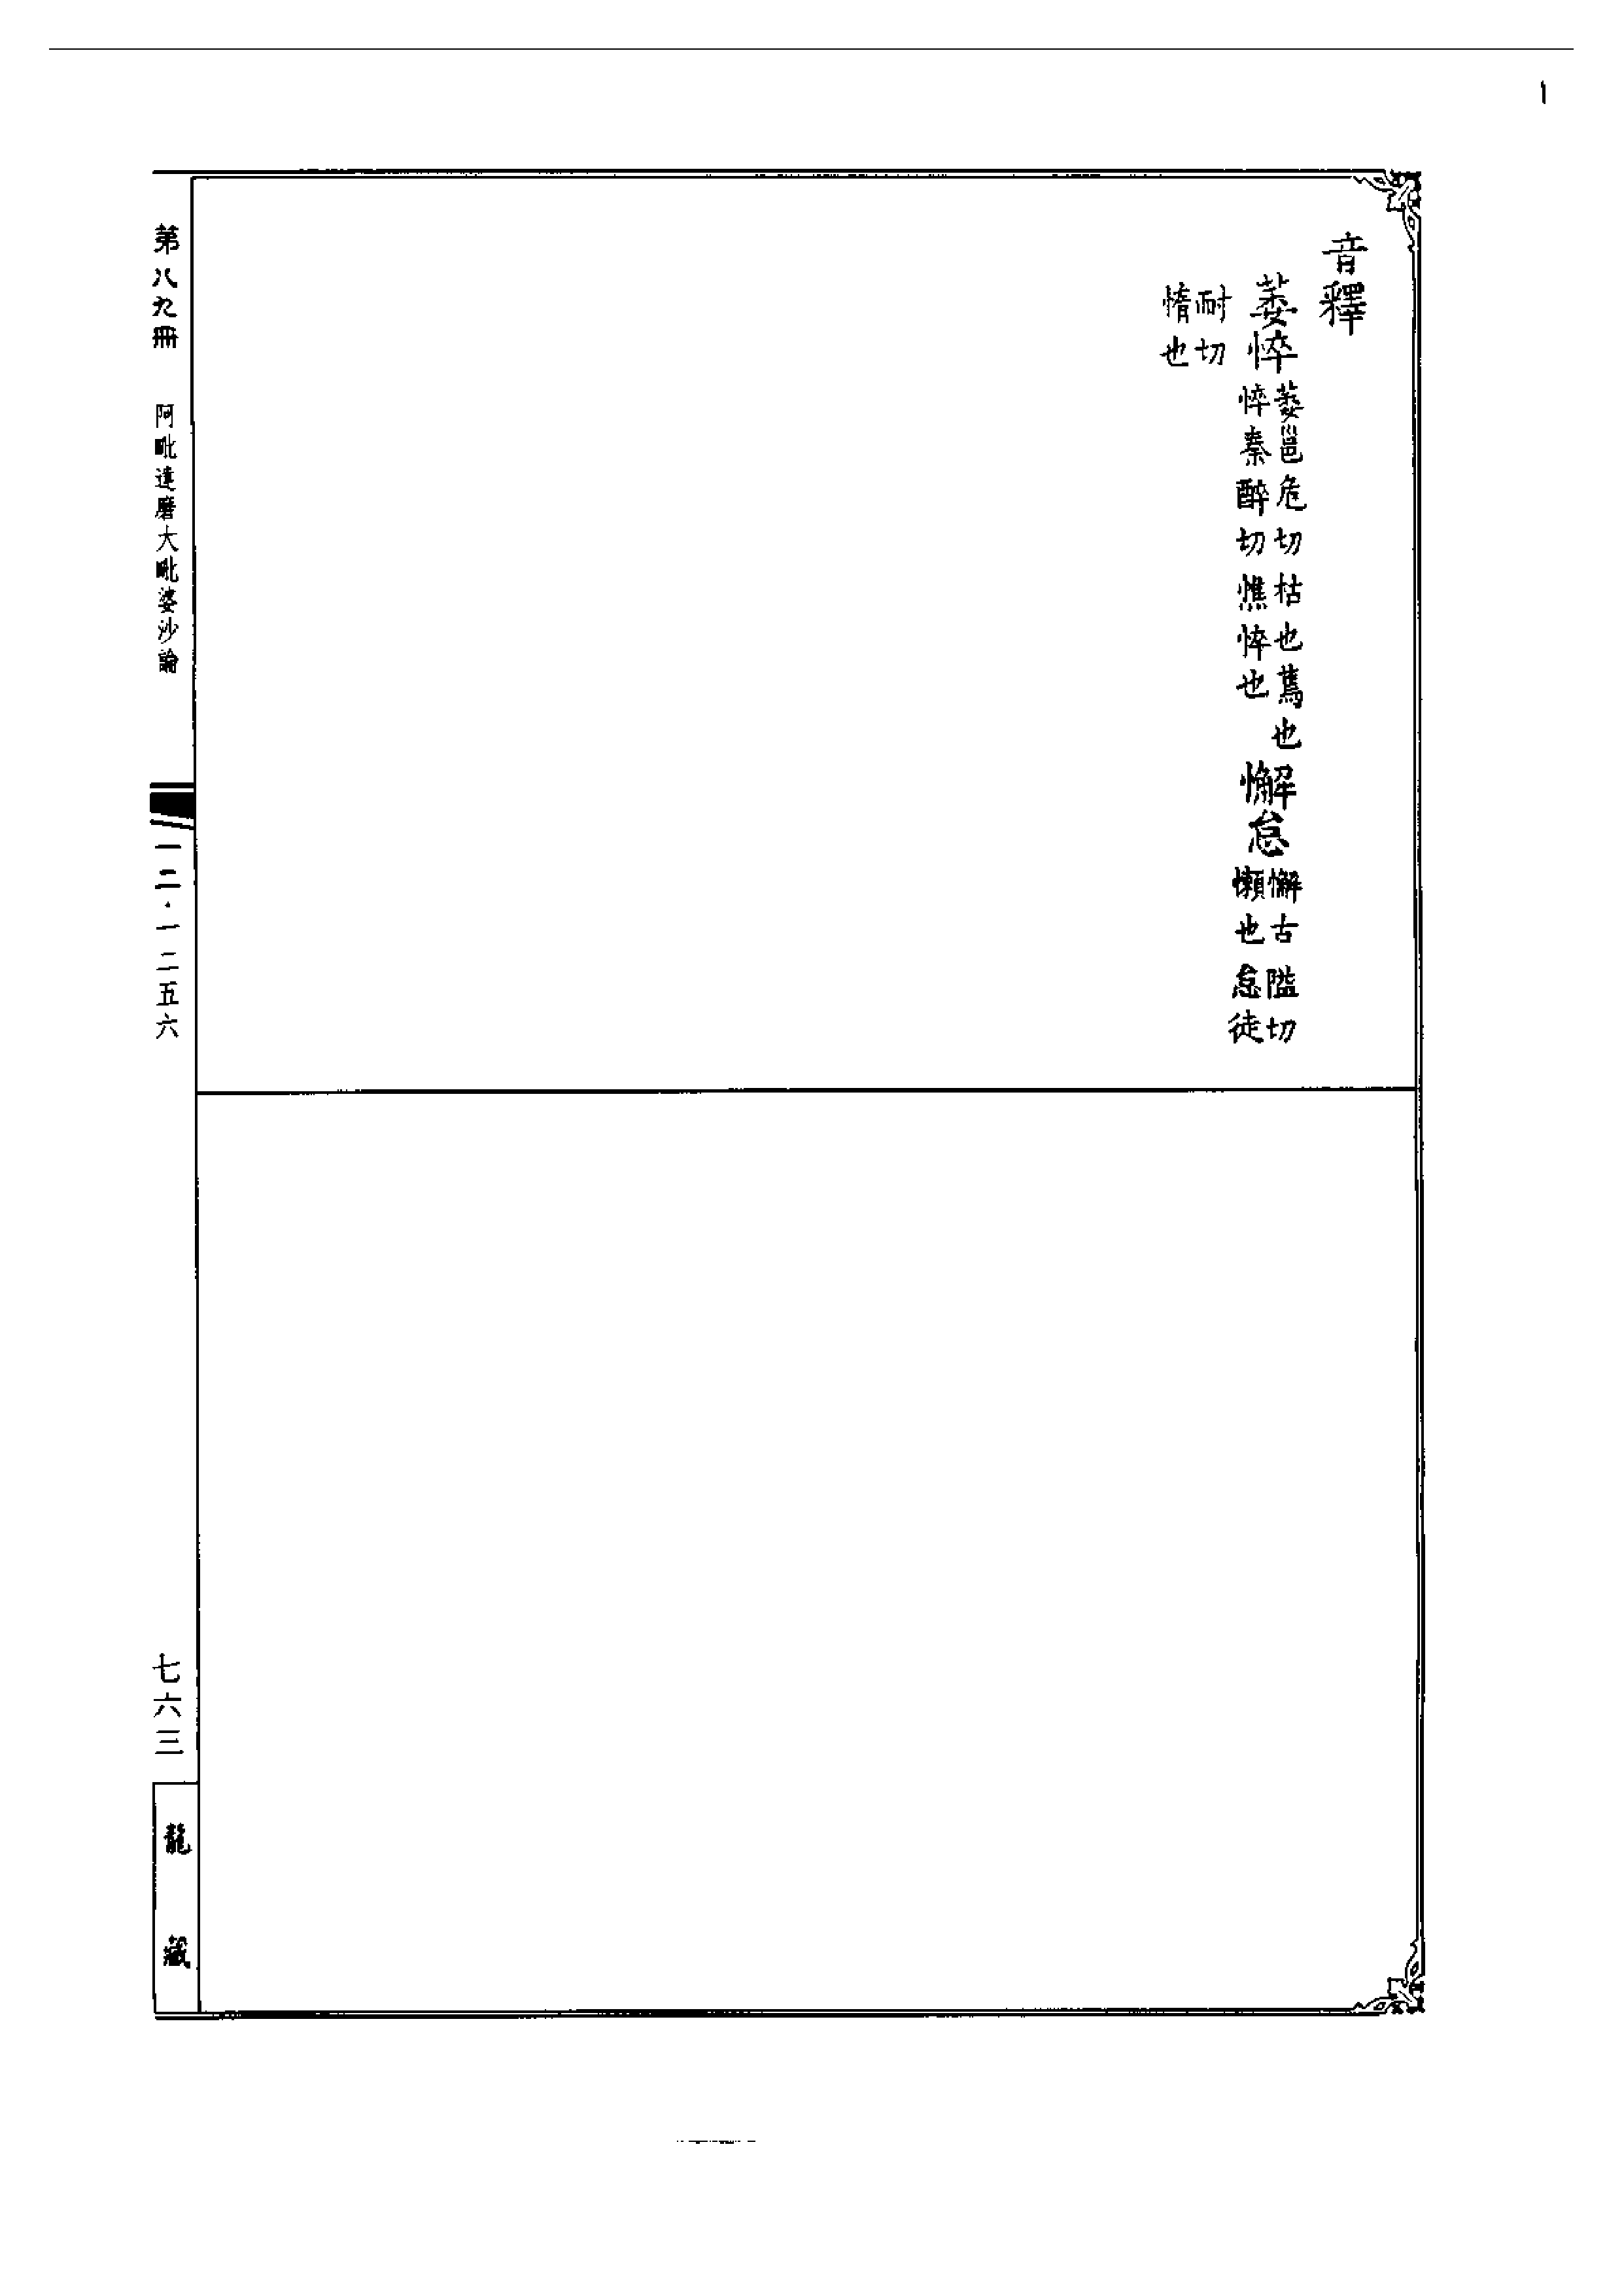 音釋
萎悴萎邕危切枯也蔫也悴秦醉切憔悴也懈怠懈古隘切懶也怠徒
耐切惰也
第八九冊 阿毗達磨大毗婆沙論 一二·一二五六 七六三 龍藏